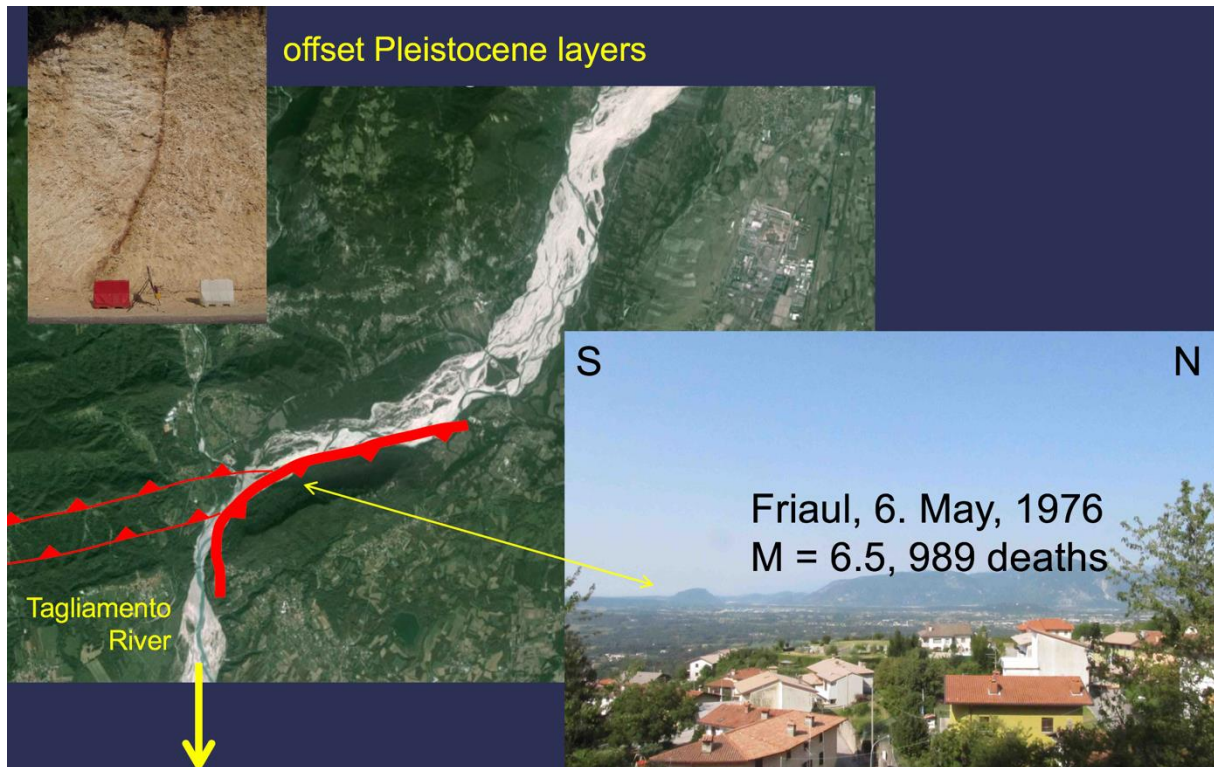 offset Pleistocene layers
S
N
Friaul, 6. May, 1976
M = 6.5, 989 deaths
Tagliamento
River